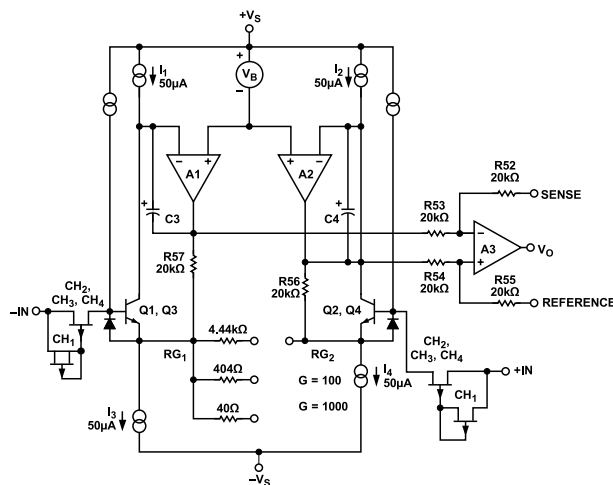 +VS
I1
50µA
+
VB
−
I2
50µA
−
+
A1
+
−
A2
+
C3
C4
+
R57
20kΩ
R56
20kΩ
R53
20kΩ
R52
20kΩ
SENSE
−
A3
+
VO
R54
20kΩ
R55
20kΩ
REFERENCE
−IN
CH2,
CH3, CH4
CH1
Q1, Q3
Q2, Q4
4.44kΩ
RG1
RG2
404Ω
40Ω
G = 100
G = 1000
I3
50µA
I4
50µA
CH2,
CH3, CH4
+IN
CH1
−VS